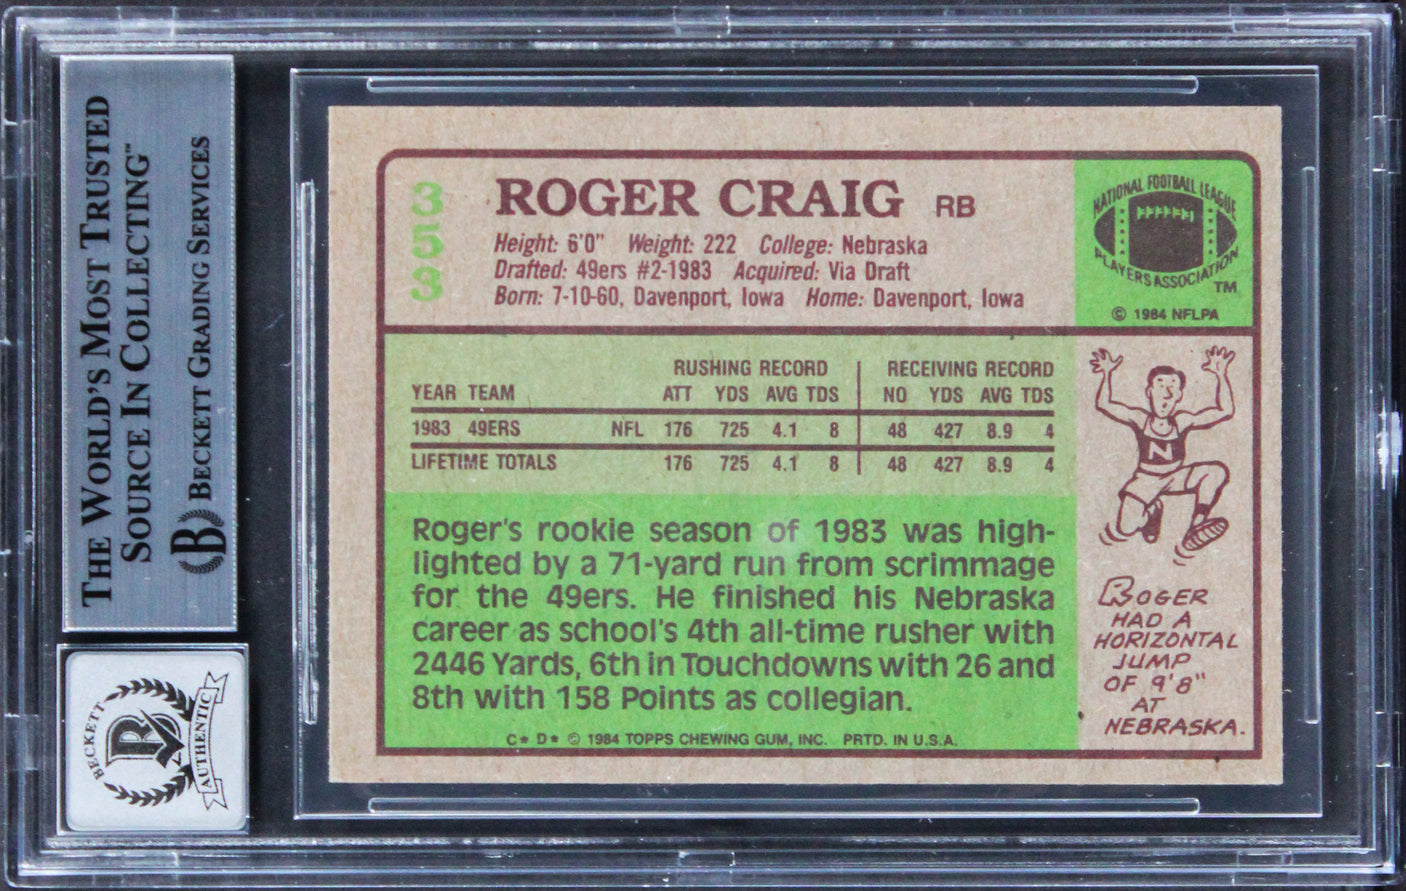 THE WORLD'S MOST TRUSTED
SOURCE IN COLLECTING™
B BECKETT GRADING SERVICES
BECKETT
BV
AUTHENTIC
359
ROGER CRAIG RB
Height: 6'0" Weight: 222 College: Nebraska
Drafted: 49ers #2-1983 Acquired: Via Draft
Born: 7-10-60, Davenport, Iowa Home: Davenport, Iowa
NATIONAL FOOTBALL LEAGUE
PLAYERS ASSOCIATION TM
© 1984 NFLPA
RUSHING RECORD RECEIVING RECORD
YEAR TEAM ATT YDS AVG TDS NO YDS AVG TDS
1983 49ERS NFL 176 725 4.1 8 48 427 8.9 4
LIFETIME TOTALS 176 725 4.1 8 48 427 8.9 4
Roger's rookie season of 1983 was high-
lighted by a 71-yard run from scrimmage
for the 49ers. He finished his Nebraska
career as school's 4th all-time rusher with
2446 Yards, 6th in Touchdowns with 26 and
8th with 158 Points as collegian.
C★ D★ © 1984 TOPPS CHEWING GUM, INC. PRTD. IN U.S.A.
N
ROGER
HAD A
HORIZONTAL
JUMP
OF 9'8"
AT
NEBRASKA.